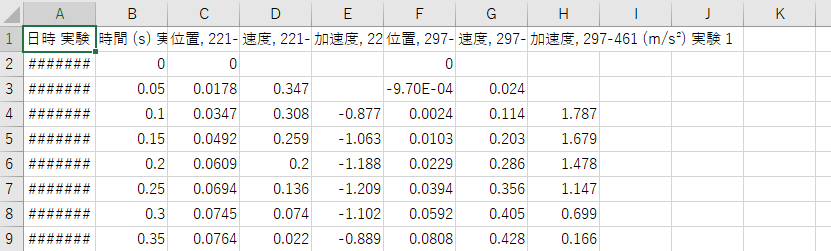 A B C D E F G H I J K
1 日時 実験 時間 (s) 実 位置, 221- 速度, 221- 加速度, 22 位置, 297- 速度, 297- 加速度, 297-461 (m/s²) 実験 1
2 ####### 0 0 0
3 ####### 0.05 0.0178 0.347 -9.70E-04 0.024
4 ####### 0.1 0.0347 0.308 -0.877 0.0024 0.114 1.787
5 ####### 0.15 0.0492 0.259 -1.063 0.0103 0.203 1.679
6 ####### 0.2 0.0609 0.2 -1.188 0.0229 0.286 1.478
7 ####### 0.25 0.0694 0.136 -1.209 0.0394 0.356 1.147
8 ####### 0.3 0.0745 0.074 -1.102 0.0592 0.405 0.699
9 ####### 0.35 0.0764 0.022 -0.889 0.0808 0.428 0.166